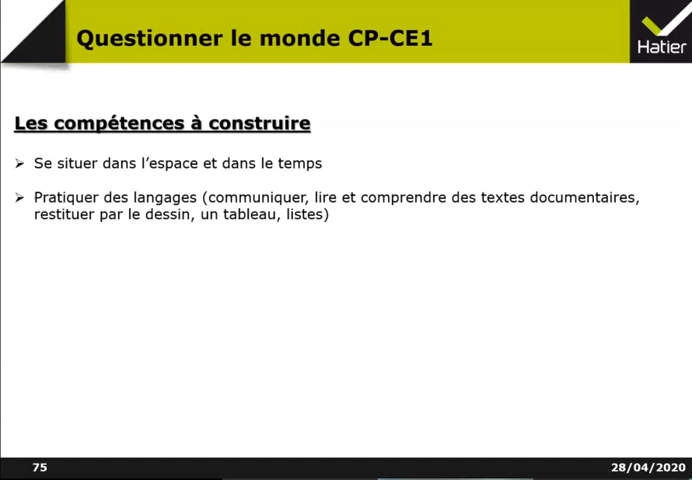 Questionner le monde CP-CE1
Hatier
Les compétences à construire
➢ Se situer dans l’espace et dans le temps
➢ Pratiquer des langages (communiquer, lire et comprendre des textes documentaires,
restituer par le dessin, un tableau, listes)
75
28/04/2020